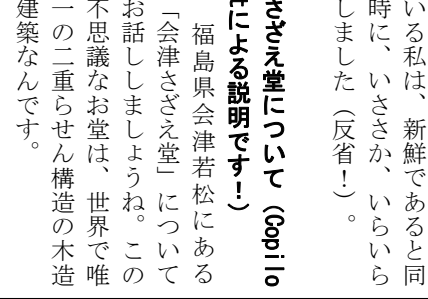 いる私は、新鮮であると同
時に、いささか、いらいら
しました（反省！）。
さざえ堂について（Copilo
による説明です！）
福島県会津若松にある
「会津さざえ堂」について
お話ししましょうね。この
不思議なお堂は、世界で唯
一の二重らせん構造の木造
建築なんです。